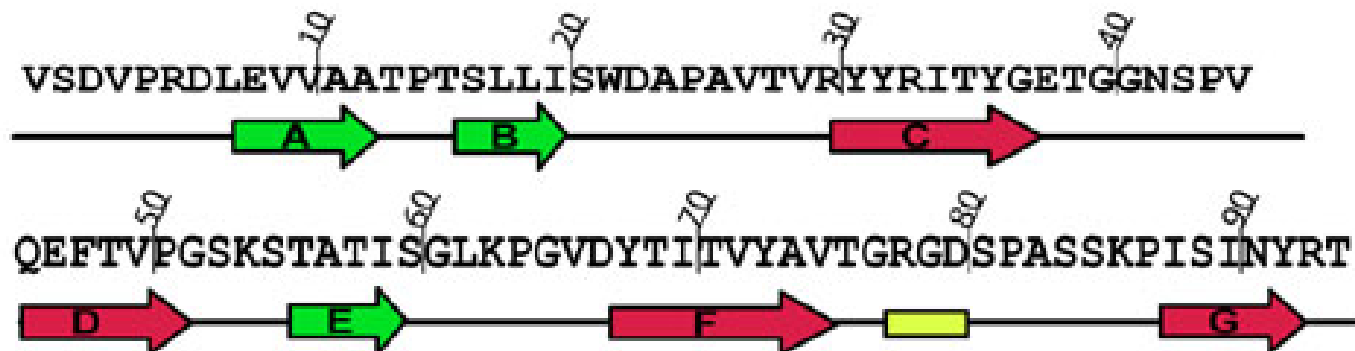 10 20 30 40
VSDVPRDLEVVAATPTSLLISWDAPAVTVRYYRITYGETGGNSPV
A B C
50 60 70 80 90
QEFTVPGSKSTATISGLKPGVDYTITVYAVTGRGDSPASSKPISINYRT
D E F G